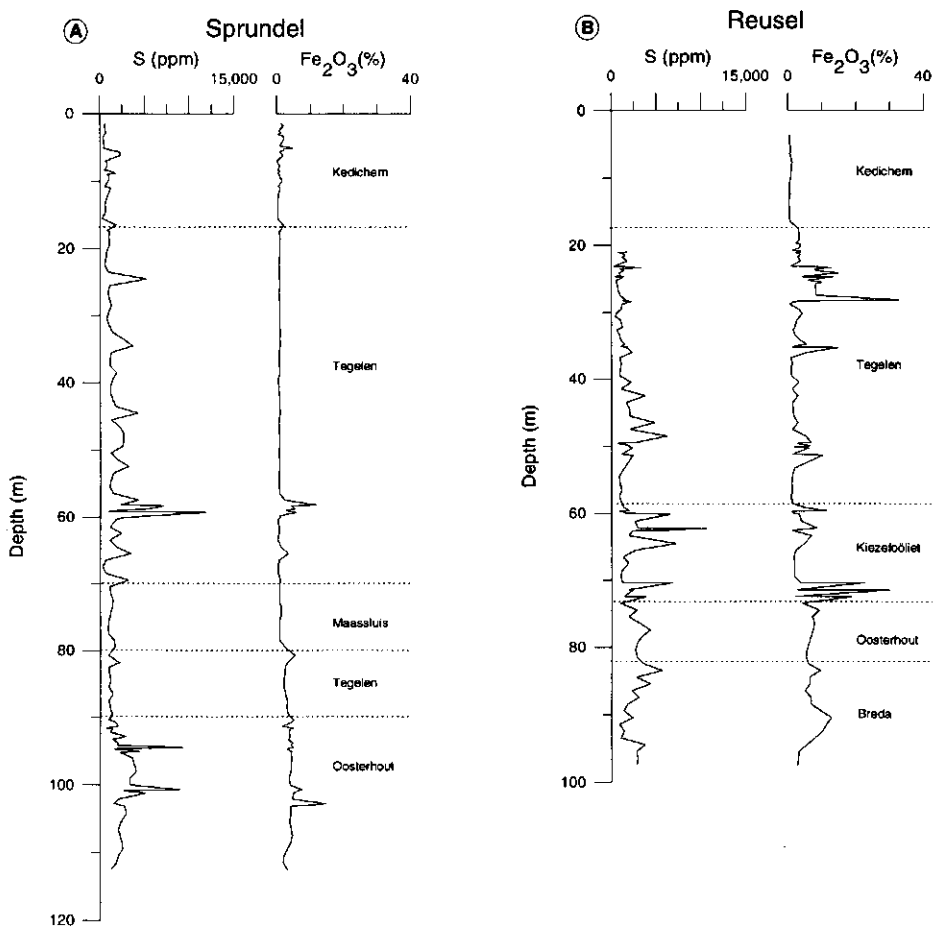 A Sprundel
S (ppm) Fe2O3(%)
0 15,000 0 40
0
20
40
60
80
100
120
Depth (m)
Kedichem
Tegelen
Maassluis
Tegelen
Oosterhout
B Reusel
S (ppm) Fe2O3(%)
0 15,000 0 40
0
20
40
60
80
100
Depth (m)
Kedichem
Tegelen
Kiezeloöliet
Oosterhout
Breda